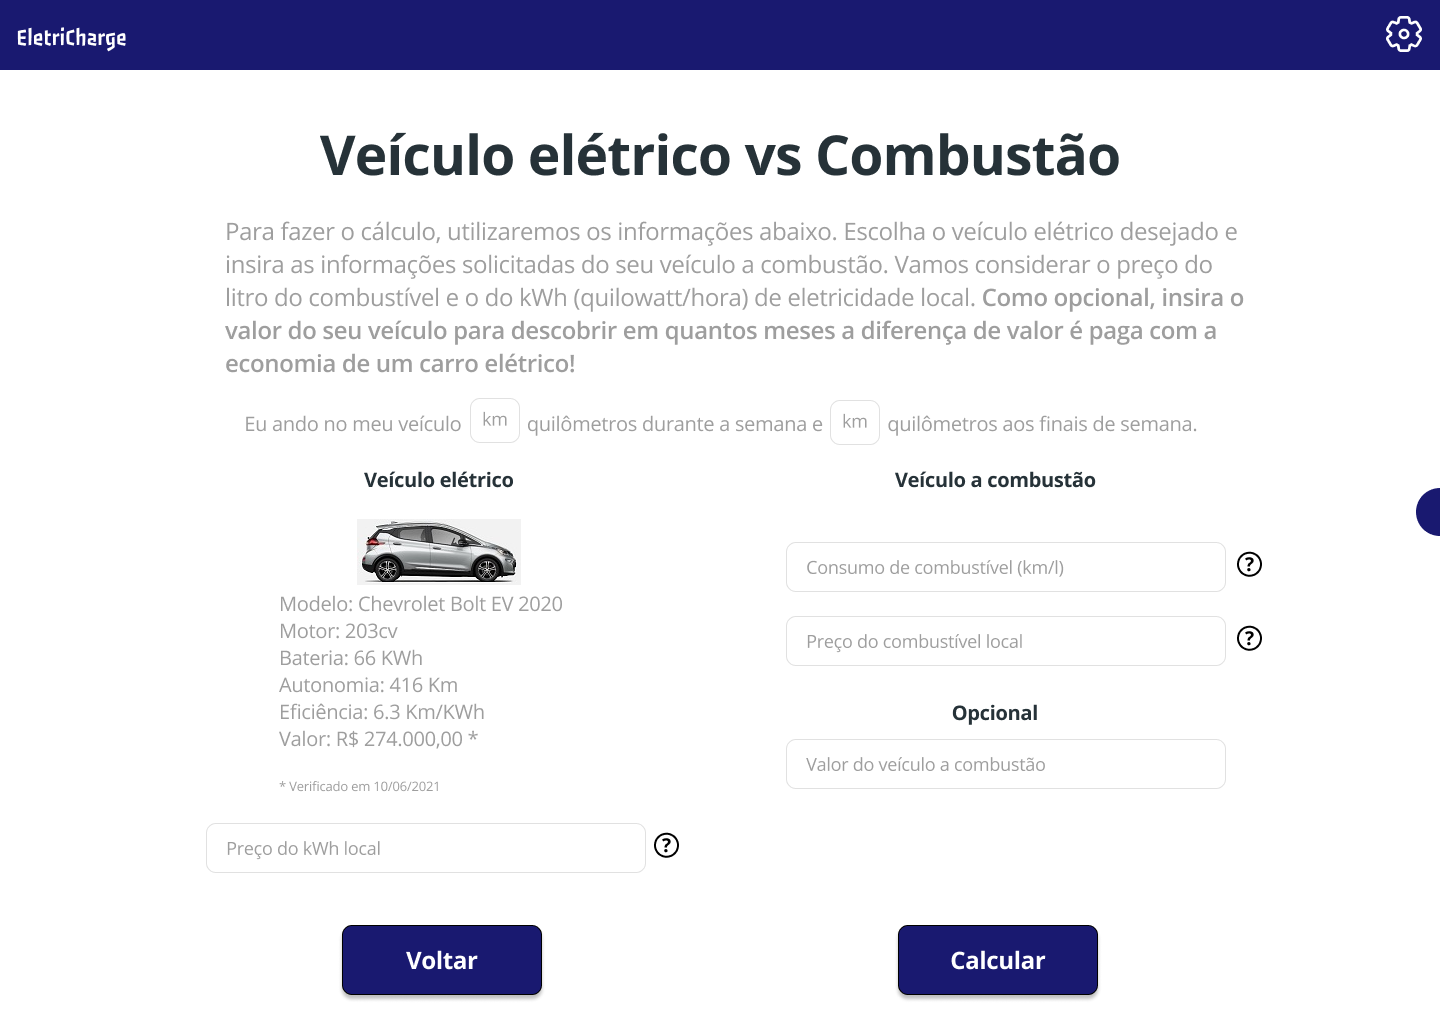 EletriCharge
Veículo elétrico vs Combustão
Para fazer o cálculo, utilizaremos os informações abaixo. Escolha o veículo elétrico desejado e
insira as informações solicitadas do seu veículo a combustão. Vamos considerar o preço do
litro do combustível e o do kWh (quilowatt/hora) de eletricidade local. Como opcional, insira o
valor do seu veículo para descobrir em quantos meses a diferença de valor é paga com a
economia de um carro elétrico!
Eu ando no meu veículo km quilômetros durante a semana e km quilômetros aos finais de semana.
Veículo elétrico
Modelo: Chevrolet Bolt EV 2020
Motor: 203cv
Bateria: 66 KWh
Autonomia: 416 Km
Eficiência: 6.3 Km/KWh
Valor: R$ 274.000,00 *
* Verificado em 10/06/2021
Preço do kWh local ?
Veículo a combustão
Consumo de combustível (km/l) ?
Preço do combustível local ?
Opcional
Valor do veículo a combustão
Voltar
Calcular